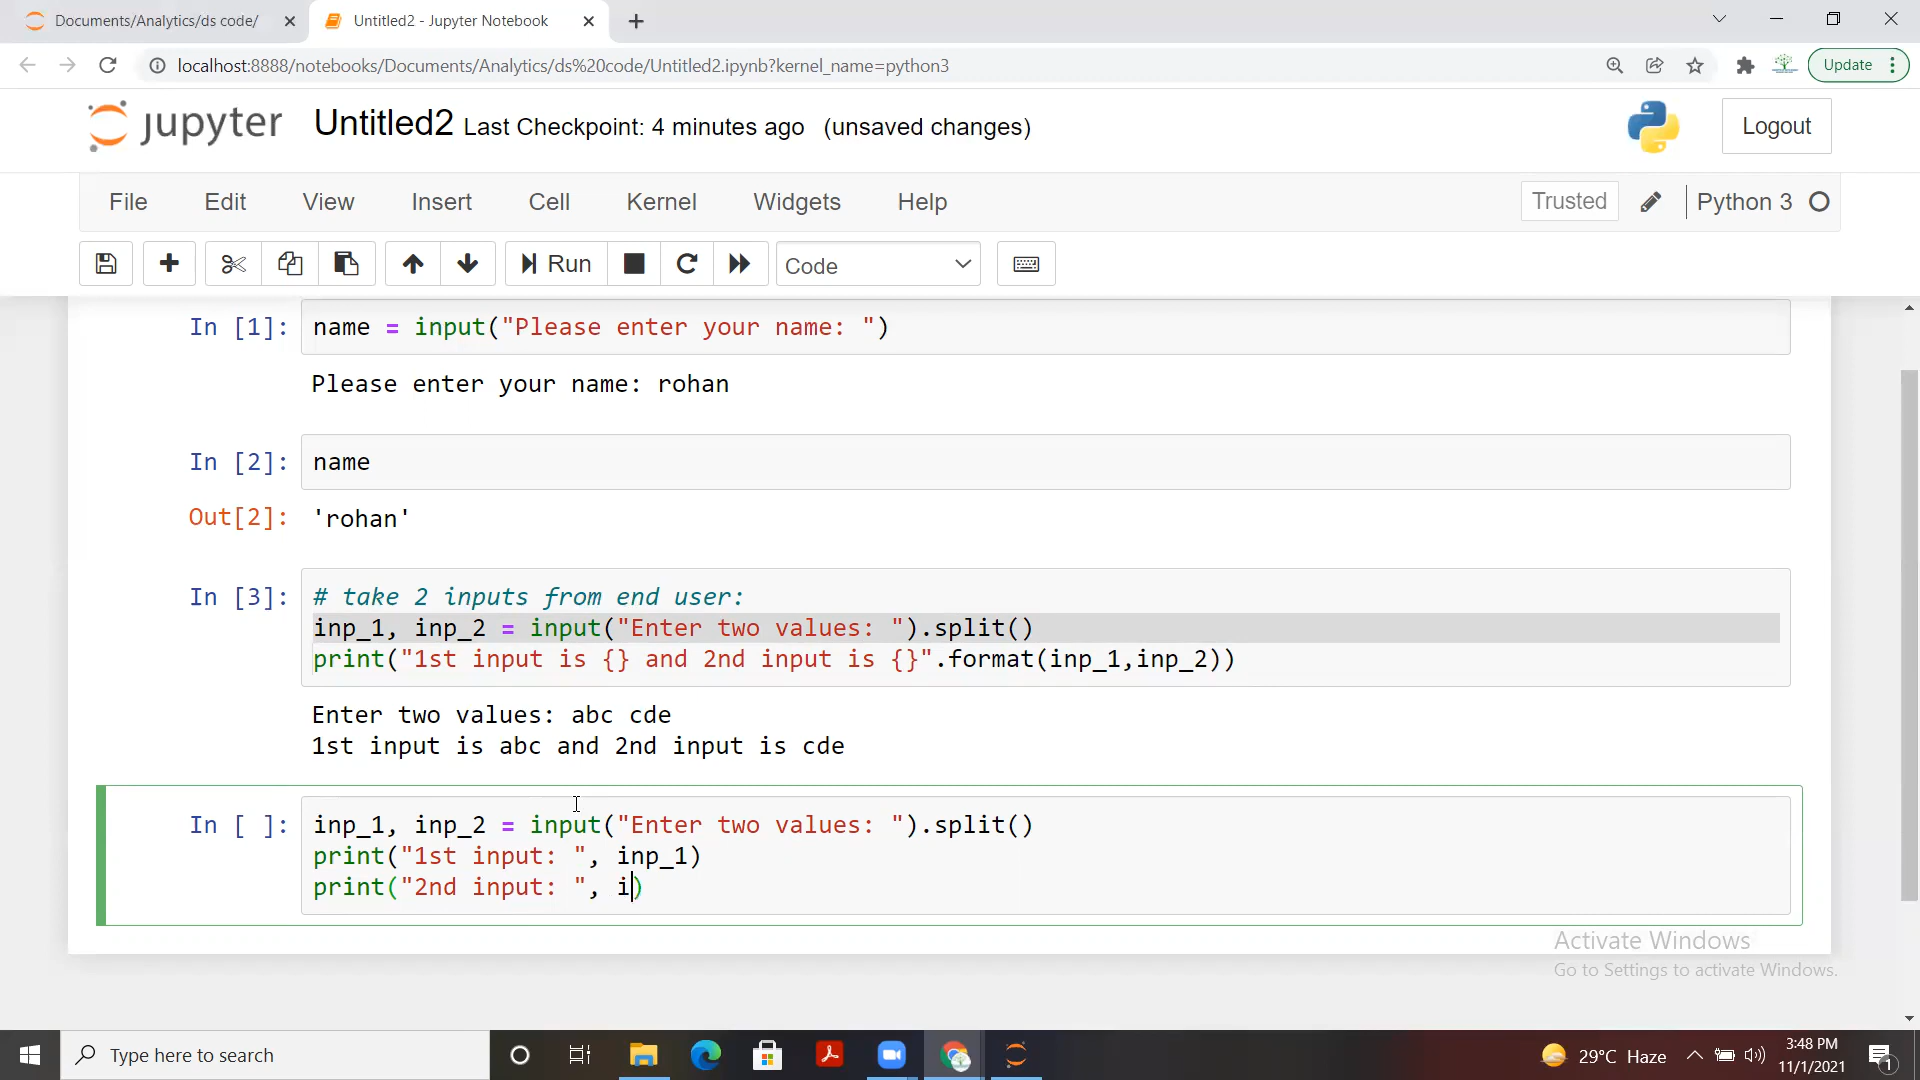 Documents/Analytics/ds code/
Untitled2 - Jupyter Notebook
localhost:8888/notebooks/Documents/Analytics/ds%20code/Untitled2.ipynb?kernel_name=python3
Update
jupyter Untitled2 Last Checkpoint: 4 minutes ago (unsaved changes)
Logout
File Edit View Insert Cell Kernel Widgets Help
Trusted
Python 3
Run
Code
In [1]: name = input("Please enter your name: ")
Please enter your name: rohan
In [2]: name
Out[2]: 'rohan'
In [3]: # take 2 inputs from end user:
inp_1, inp_2 = input("Enter two values: ").split()
print("1st input is {} and 2nd input is {}".format(inp_1,inp_2))
Enter two values: abc cde
1st input is abc and 2nd input is cde
In [ ]: inp_1, inp_2 = input("Enter two values: ").split()
print("1st input: ", inp_1)
print("2nd input: ", i)
Activate Windows
Go to Settings to activate Windows.
Type here to search
29°C Haze
3:48 PM
11/1/2021
1